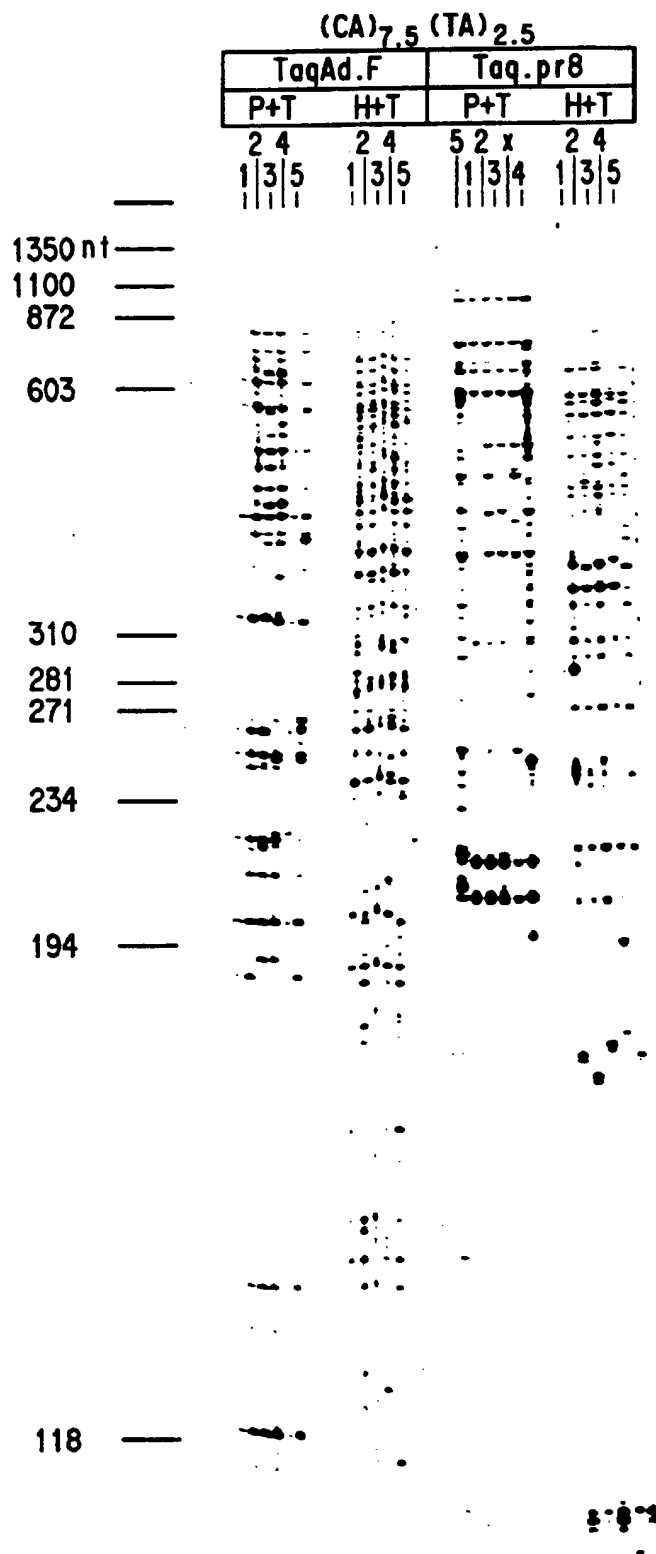 (CA)7.5 (TA)2.5
TaqAd.F Taq.pr8
P+T H+T P+T H+T
2 4 2 4 5 2 x 2 4
1 3 5 1 3 5 1 3 4 1 3 5
1350 nt
1100
872
603
310
281
271
234
194
118